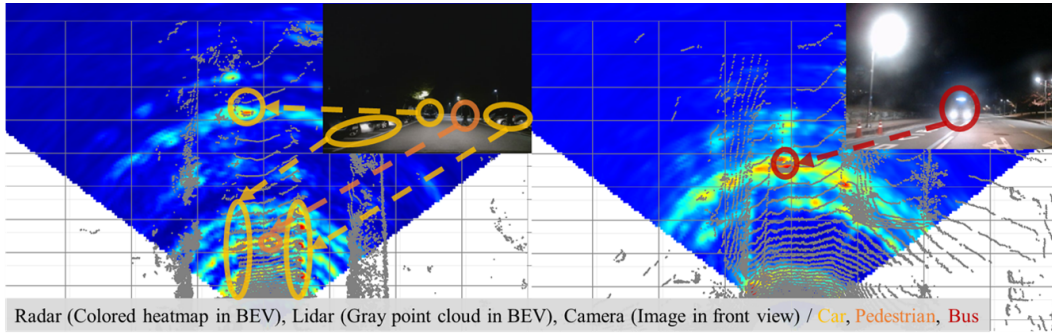 Radar (Colored heatmap in BEV), Lidar (Gray point cloud in BEV), Camera (Image in front view) / Car, Pedestrian, Bus